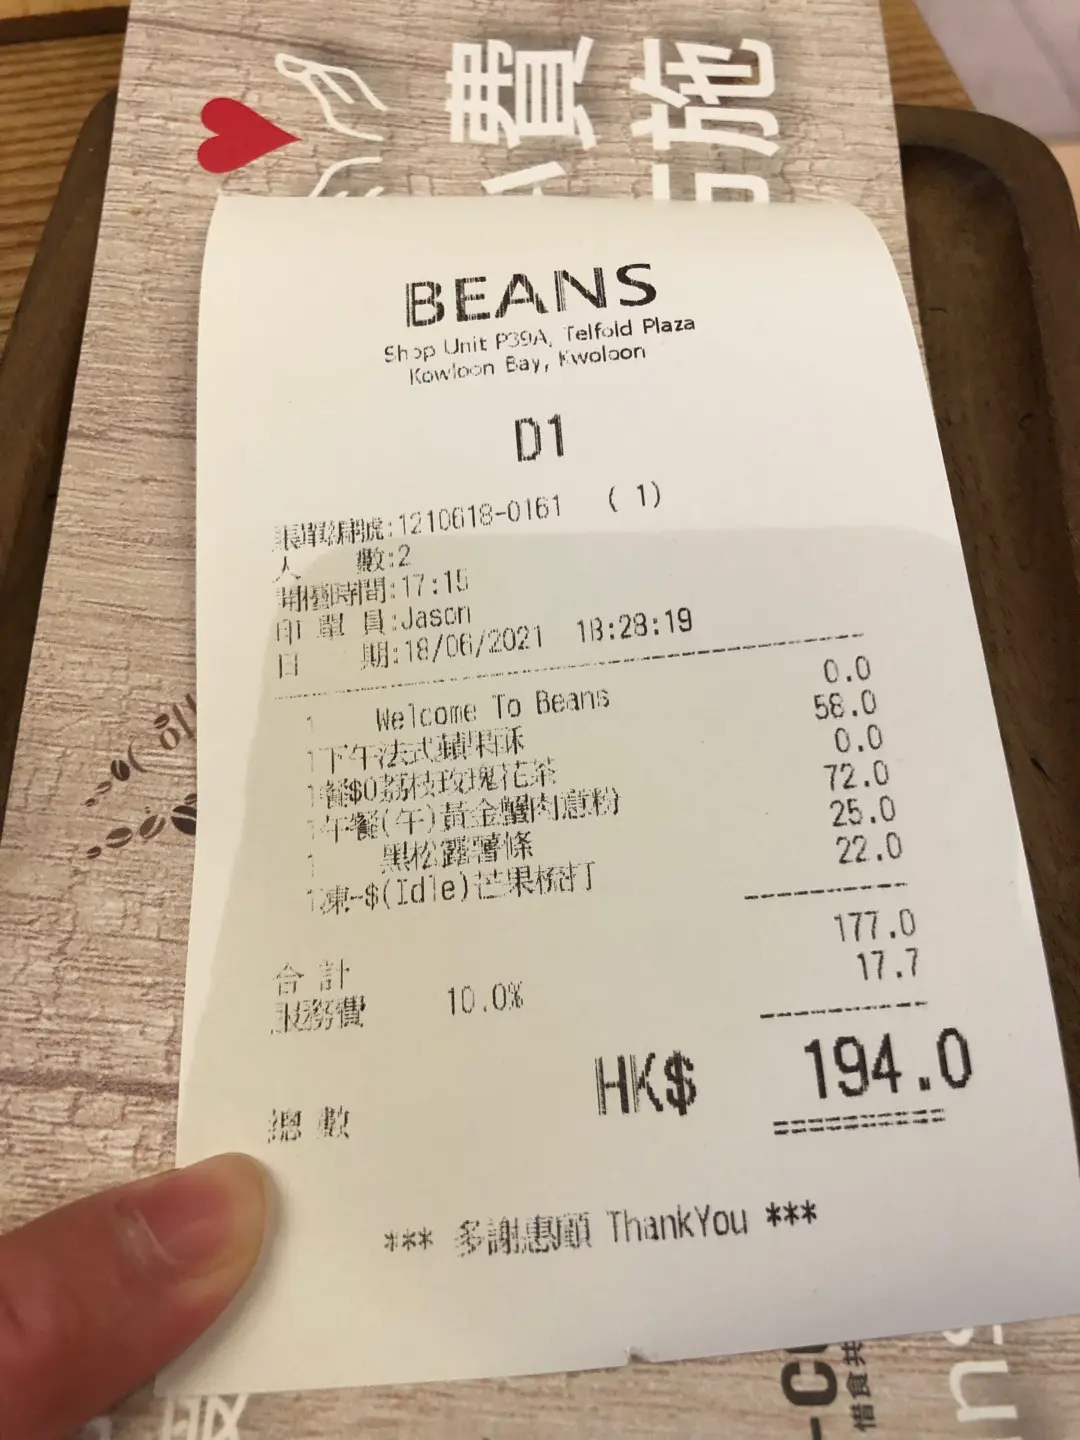 費
施
BEANS
Shop Unit P39A, Telfold Plaza
Kowloon Bay, Kwoloon
D1
賬單編號:1210618-0161 ( 1)
人 數:2
開檯時間:17:15
印 單 員:Jason
日 期:18/06/2021 18:28:19
1 Welcome To Beans 0.0
1下午法式蘋果酥 58.0
1餐$0荔枝玫瑰花茶 0.0
1午餐(午)黃金蟹肉意粉 72.0
1 黑松露薯條 25.0
1凍-$(Idle)芒果梳打 22.0
合 計 177.0
服務費 10.0% 17.7
總 數 HK$ 194.0
*** 多謝惠顧 ThankYou ***
惜食共